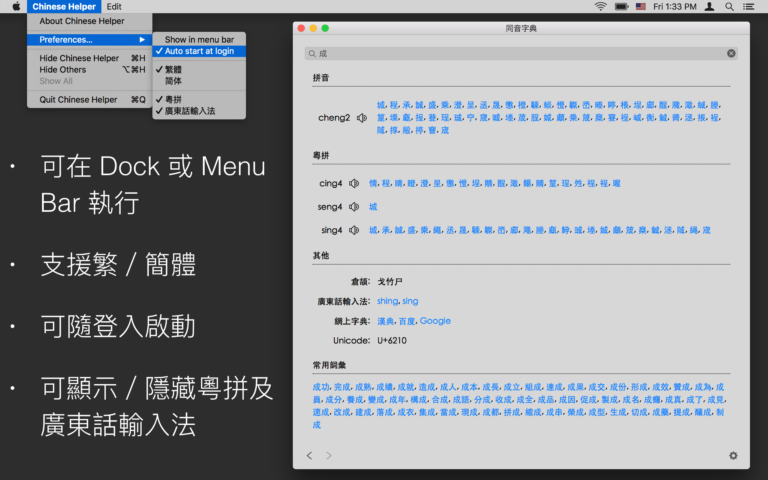 Chinese Helper Edit
Fri 1:33 PM
About Chinese Helper
Preferences...
Hide Chinese Helper ⌘H
Hide Others ⌥⌘H
Show All
Quit Chinese Helper ⌘Q
Show in menu bar
✓ Auto start at login
✓ 繁體
简体
✓ 粵拼
✓ 廣東話輸入法
• 可在 Dock 或 Menu
Bar 執行
• 支援繁 / 簡體
• 可隨登入啟動
• 可顯示 / 隱藏粵拼及
廣東話輸入法
同音字典
成
拼音
cheng2
粵拼
cing4
seng4 城
sing4
其他
倉頡: 戈竹尸
廣東話輸入法: shing, sing
網上字典: 漢典, 百度, Google
Unicode: U+6210
常用詞彙
成功, 完成, 成熟, 成績, 成就, 造成, 成人, 成本, 成長, 成立, 組成, 達成, 成果, 成交, 成份, 形成, 成效, 贊成, 成為, 成
員, 成分, 養成, 變成, 成年, 構成, 合成, 成語, 分成, 收成, 成全, 成品, 成因, 促成, 製成, 成名, 成癮, 成真, 成了, 成見,
速成, 改成, 建成, 落成, 成衣, 集成, 當成, 現成, 成都, 拼成, 縮成, 成串, 榮成, 成型, 生成, 切成, 成藥, 提成, 釀成, 制
成